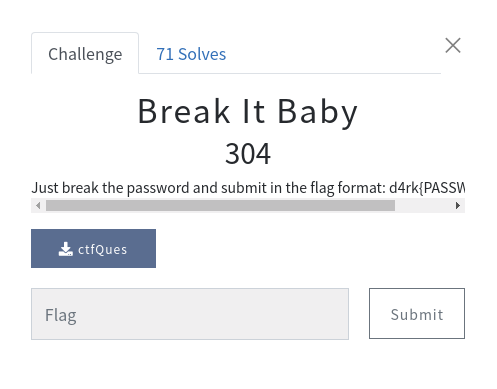 Challenge
71 Solves
Break It Baby
304
Just break the password and submit in the flag format: d4rk{PASSW
ctfQues
Flag
Submit